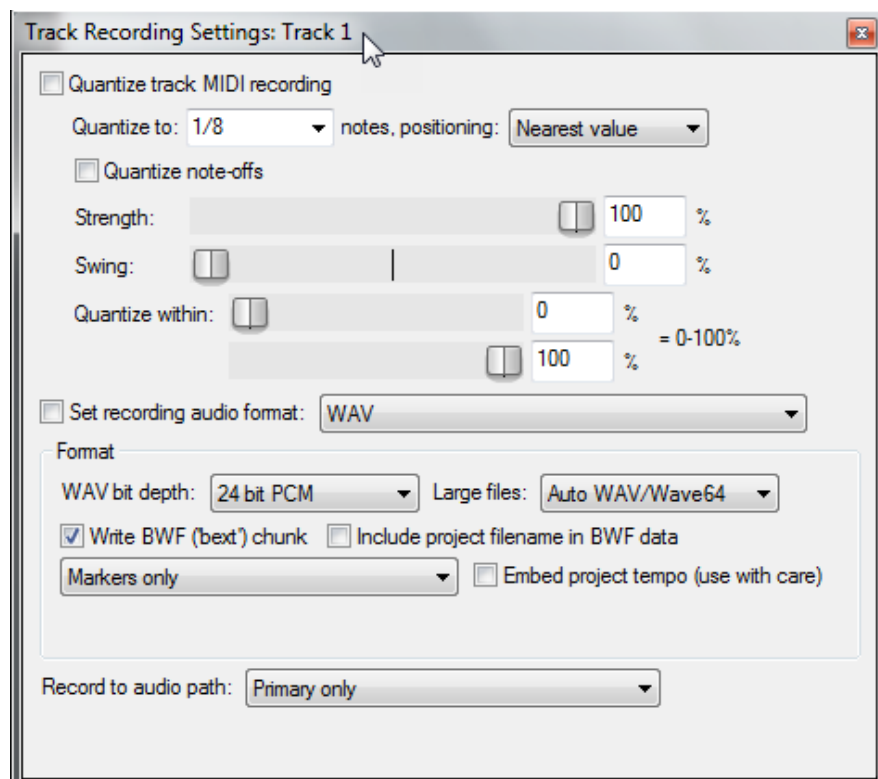 Track Recording Settings: Track 1
Quantize track MIDI recording
Quantize to: 1/8 notes, positioning: Nearest value
Quantize note-offs
Strength: 100 %
Swing: 0 %
Quantize within: 0 %
= 0-100%
100 %
Set recording audio format: WAV
Format
WAV bit depth: 24 bit PCM Large files: Auto WAV/Wave64
Write BWF ('bext') chunk Include project filename in BWF data
Markers only Embed project tempo (use with care)
Record to audio path: Primary only